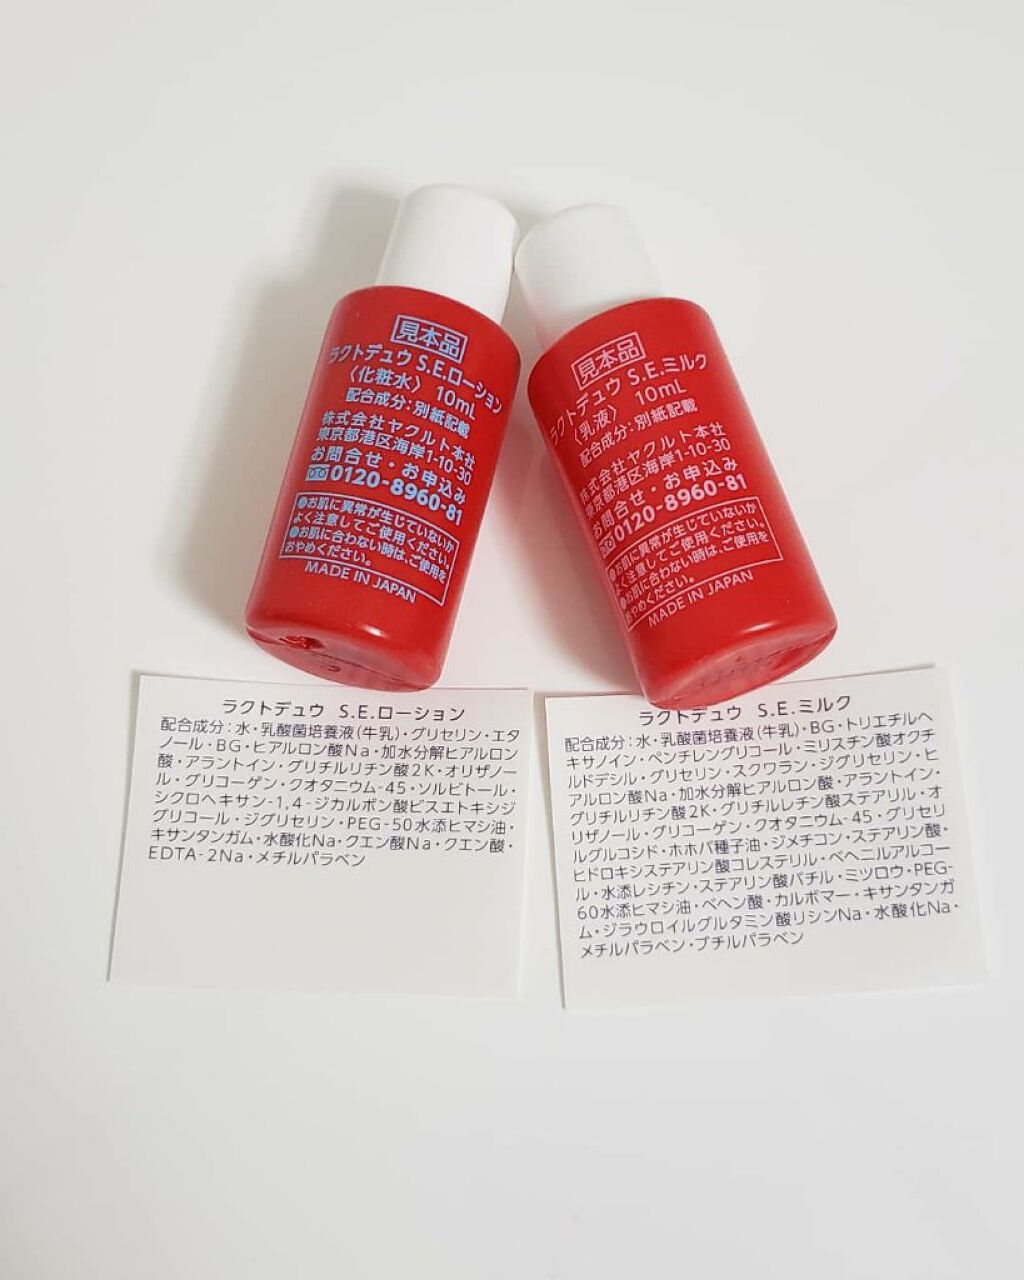 見本品
ラクトデュウ S.E.ローション
〈化粧水〉 10mL
配合成分:別紙記載
株式会社ヤクルト本社
東京都港区海岸1-10-30
お問合せ・お申込み
0120-8960-81
●お肌に異常が生じていないか
よく注意してご使用ください。
●お肌に合わない時は、ご使用を
おやめください。
MADE IN JAPAN
見本品
ラクトデュウ S.E.ミルク
〈乳液〉 10mL
配合成分:別紙記載
株式会社ヤクルト本社
東京都港区海岸1-10-30
お問合せ・お申込み
0120-8960-81
●お肌に異常が生じていないか
よく注意してご使用ください。
●お肌に合わない時は、ご使用を
おやめください。
MADE IN JAPAN
ラクトデュウ S.E.ローション
配合成分:水・乳酸菌培養液(牛乳)・グリセリン・エタ
ノール・BG・ヒアルロン酸Na・加水分解ヒアルロン
酸・アラントイン・グリチルリチン酸2K・オリザノー
ル・グリコーゲン・クオタニウム-45・ソルビトール・
シクロヘキサン-1,4-ジカルボン酸ビスエトキシジ
グリコール・ジグリセリン・PEG-50水添ヒマシ油・
キサンタンガム・水酸化Na・クエン酸Na・クエン酸・
EDTA-2Na・メチルパラベン
ラクトデュウ S.E.ミルク
配合成分:水・乳酸菌培養液(牛乳)・BG・トリエチルヘ
キサノイン・ペンチレングリコール・ミリスチン酸オクチ
ルドデシル・グリセリン・スクワラン・ジグリセリン・ヒ
アルロン酸Na・加水分解ヒアルロン酸・アラントイン・
グリチルリチン酸2K・グリチルレチン酸ステアリル・オ
リザノール・グリコーゲン・クオタニウム-45・グリセリ
ルグルコシド・ホホバ種子油・ジメチコン・ステアリン酸・
ヒドロキシステアリン酸コレステリル・ベヘニルアルコー
ル・水添レシチン・ステアリン酸バチル・ミツロウ・PEG-
60水添ヒマシ油・ベヘン酸・カルボマー・キサンタンガ
ム・ジラウロイルグルタミン酸リシンNa・水酸化Na・
メチルパラベン・ブチルパラベン